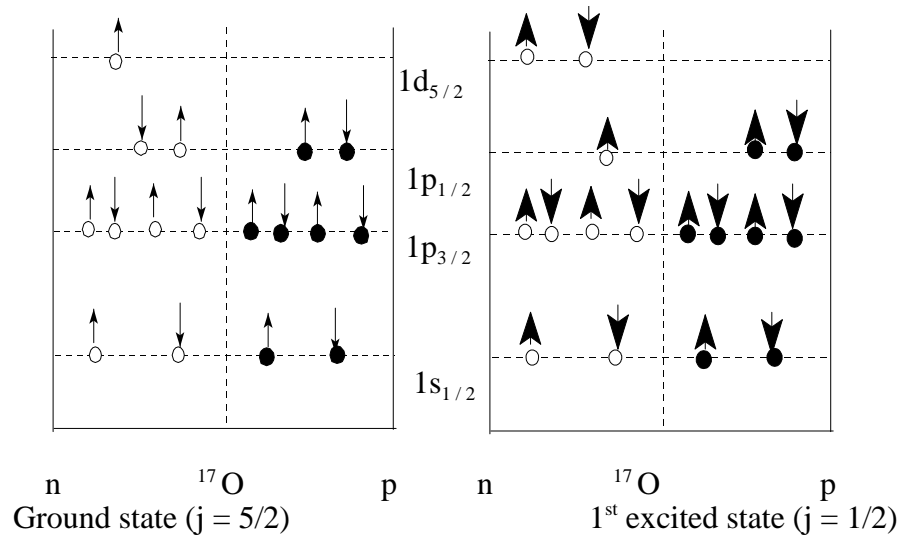 1d5/2
1p1/2
1p3/2
1s1/2
n 17O p n 17O p
Ground state (j = 5/2) 1st excited state (j = 1/2)